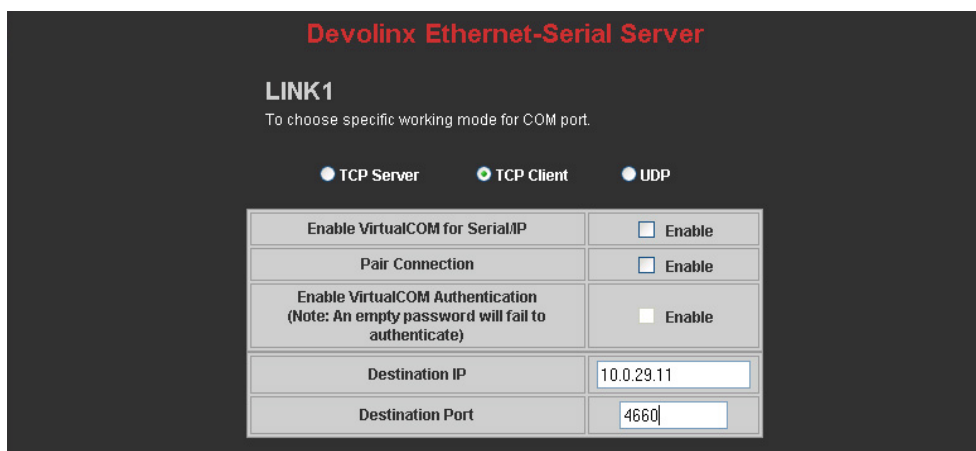 Devolinx Ethernet-Serial Server
LINK1
To choose specific working mode for COM port.
TCP Server TCP Client UDP
Enable VirtualCOM for Serial/IP Enable
Pair Connection Enable
Enable VirtualCOM Authentication
(Note: An empty password will fail to
authenticate) Enable
Destination IP 10.0.29.11
Destination Port 4660